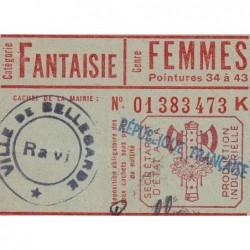 Catégorie FANTAISIE
Genre FEMMES
Pointures 34 à 43
CACHET DE LA MAIRIE :
No 01383473 K
VILLE DE BELLEGARDE
Ravi
RÉPUBLIQUE FRANÇAISE
SECRÉTARIAT D'ÉTAT
PRODUCTION INDUSTRIELLE